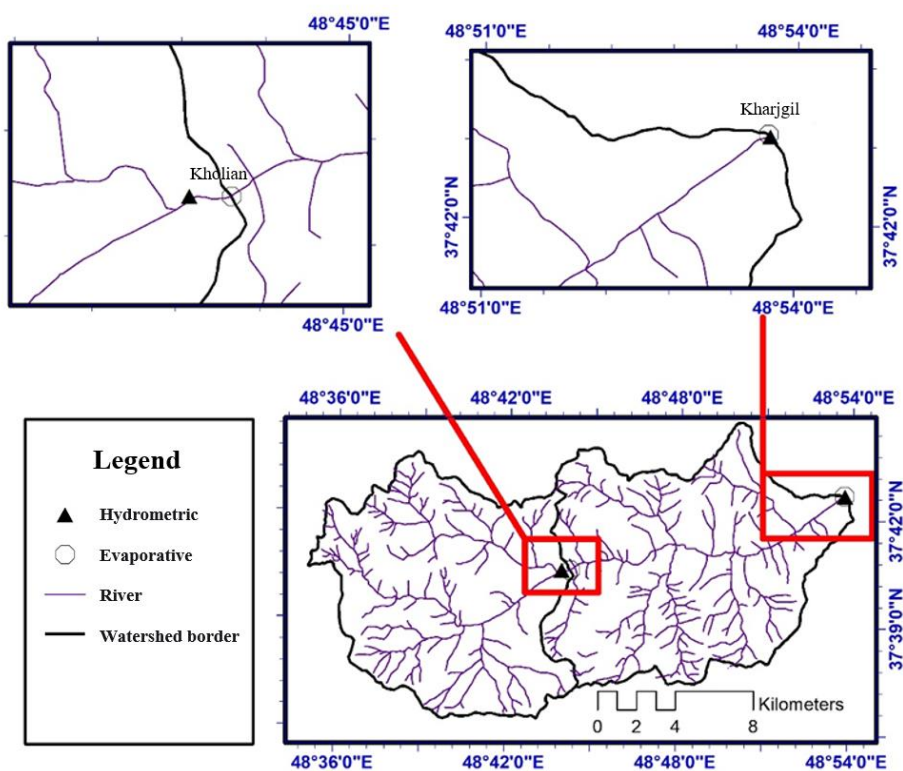 48°45'0"E
Kholian
48°45'0"E
48°51'0"E
48°54'0"E
Kharjgil
37°42'0"N
37°42'0"N
48°51'0"E
48°54'0"E
Legend
Hydrometric
Evaporative
River
Watershed border
48°36'0"E
48°42'0"E
48°48'0"E
48°54'0"E
37°42'0"N
37°39'0"N
Kilometers
0 2 4 8
48°36'0"E
48°42'0"E
48°48'0"E
48°54'0"E